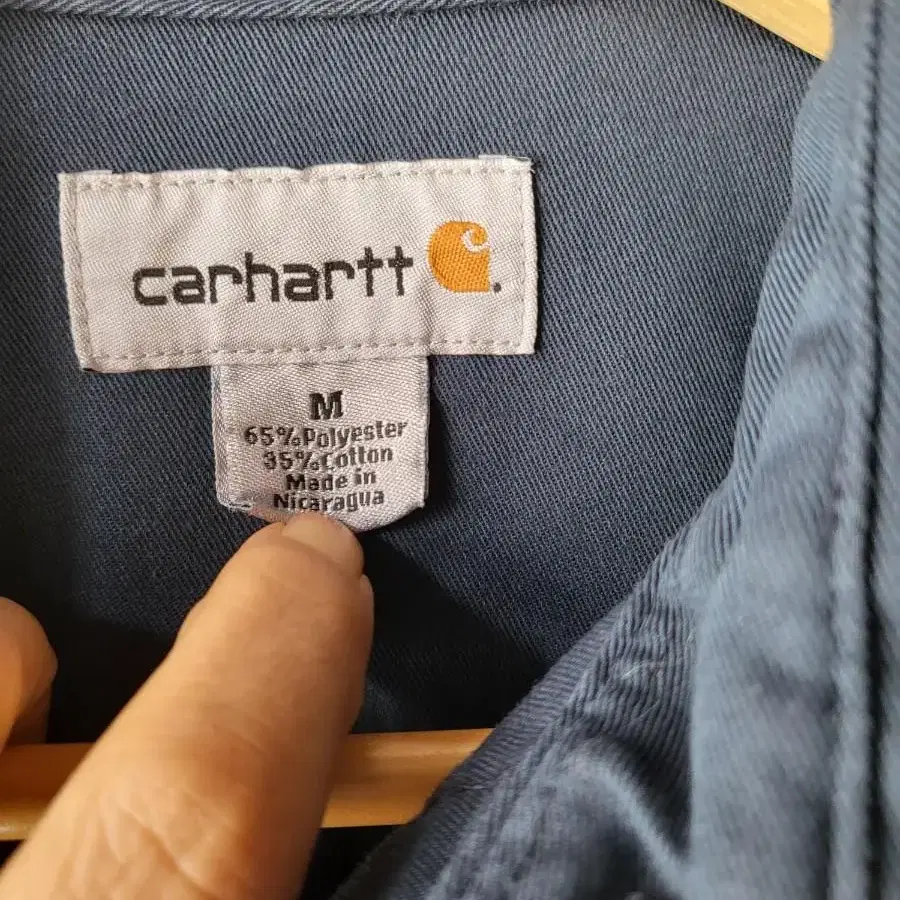 carhartt
M
65% Polyester
35% Cotton
Made in
Nicaragua